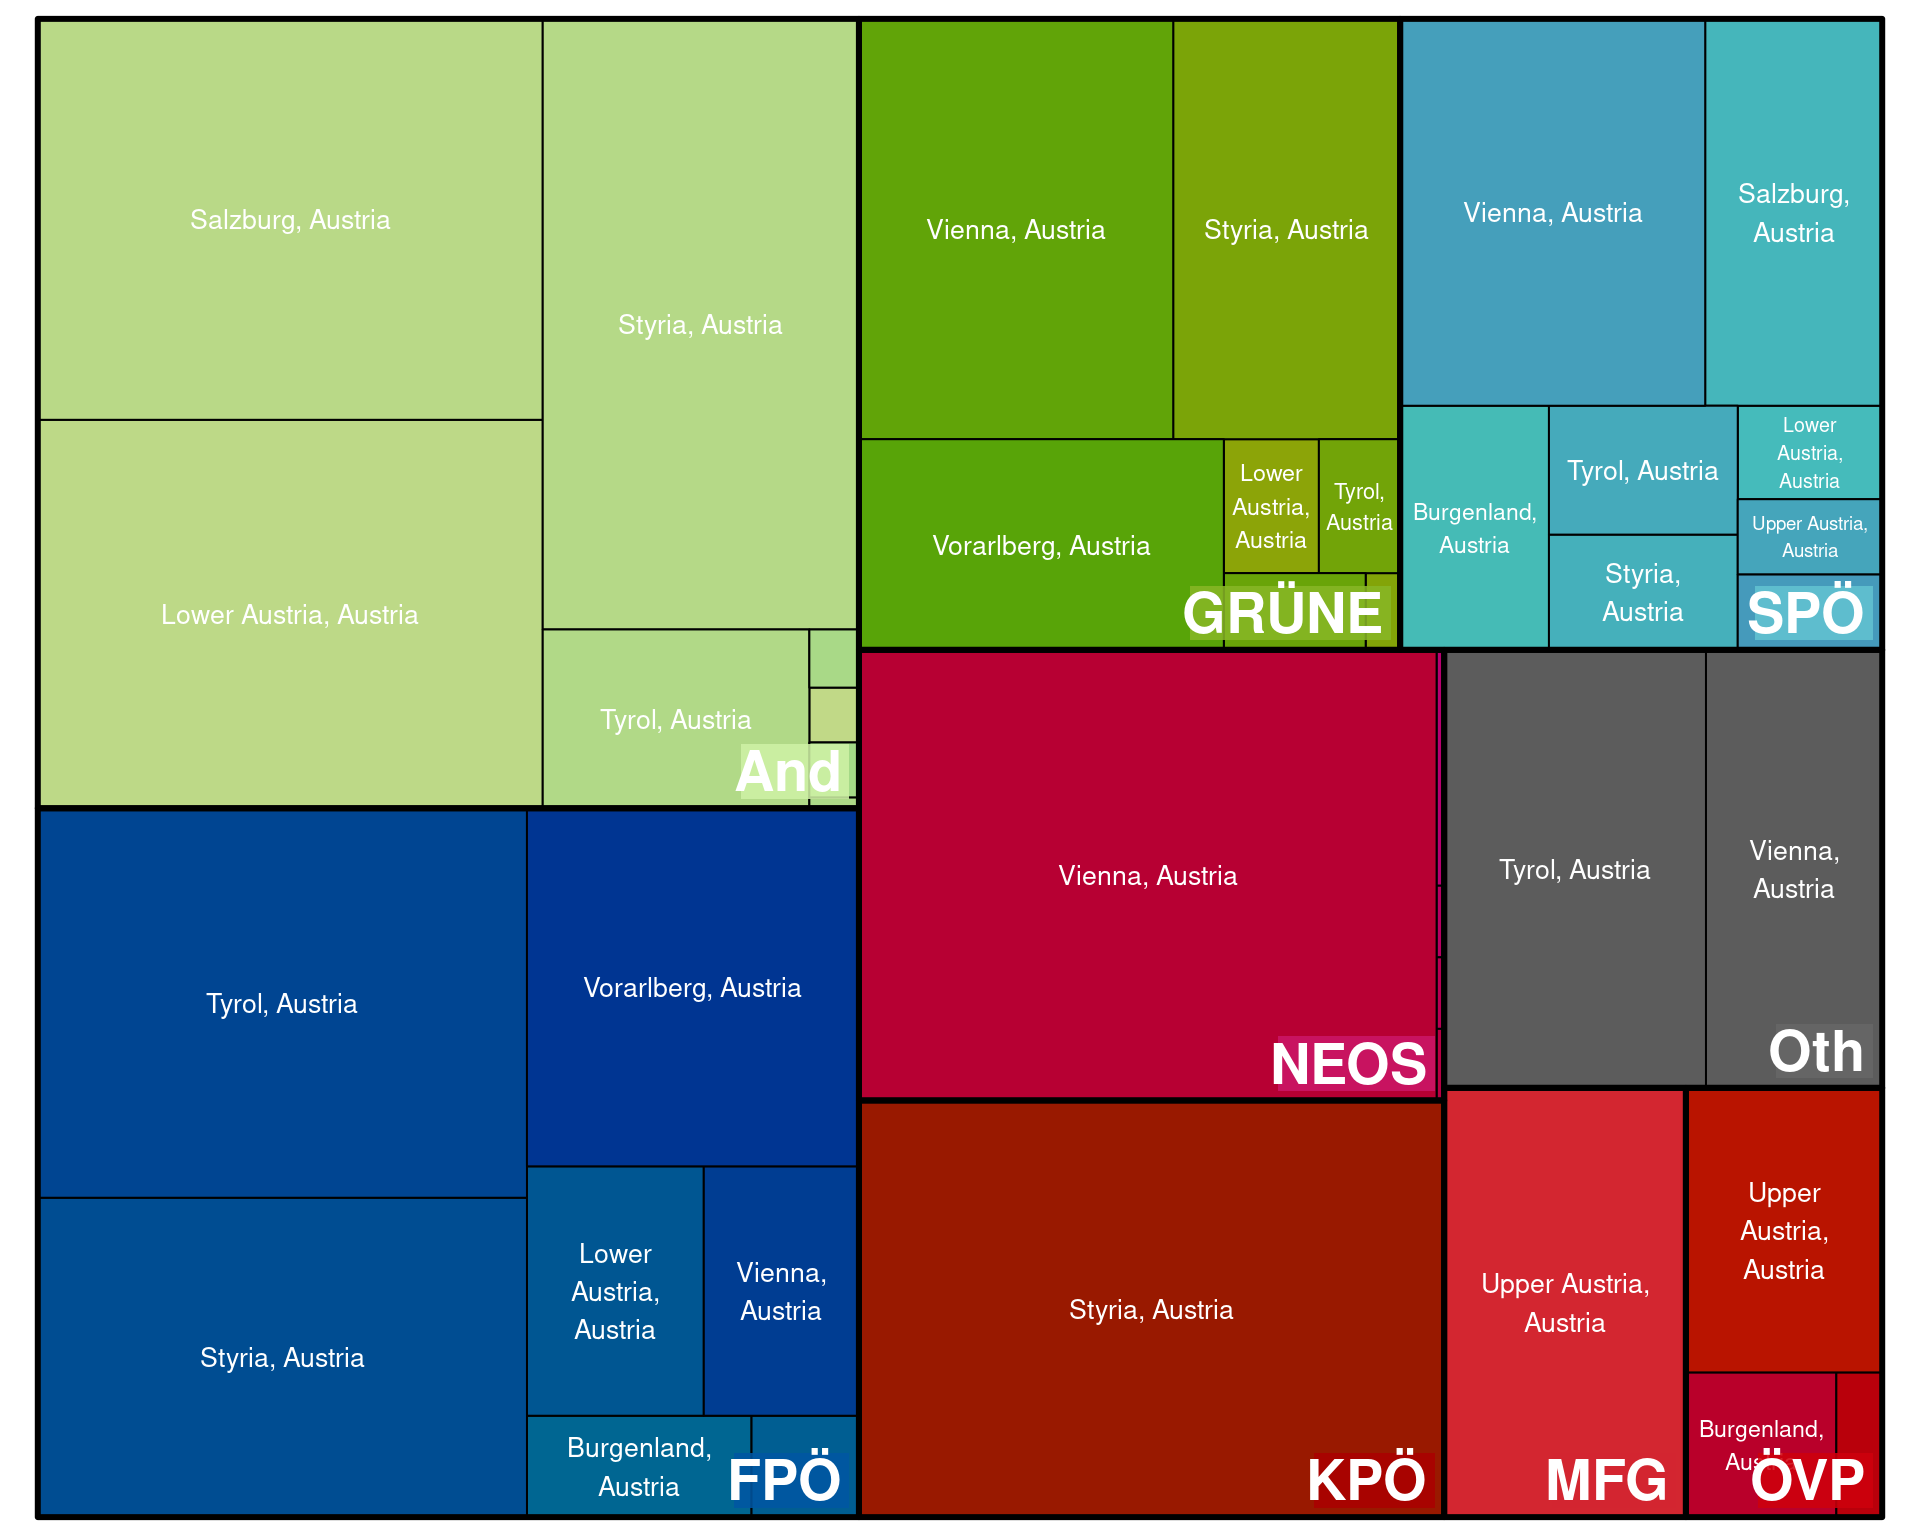 Salzburg, Austria
Styria, Austria
Lower Austria, Austria
Tyrol, Austria
And
Vienna, Austria
Styria, Austria
Vorarlberg, Austria
Lower
Austria,
Austria
Tyrol,
Austria
GRÜNE
Vienna, Austria
Salzburg,
Austria
Burgenland,
Austria
Tyrol, Austria
Styria,
Austria
Lower
Austria,
Austria
Upper Austria,
Austria
SPÖ
Tyrol, Austria
Vorarlberg, Austria
Styria, Austria
Lower
Austria,
Austria
Vienna,
Austria
Burgenland,
Austria
FPÖ
Vienna, Austria
NEOS
Tyrol, Austria
Vienna,
Austria
Oth
Styria, Austria
KPÖ
Upper Austria,
Austria
MFG
Upper
Austria,
Austria
Burgenland,
ÖVP